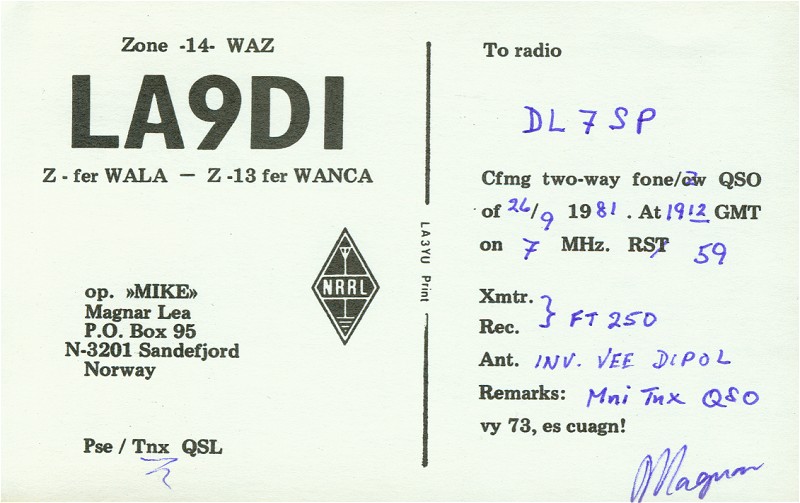 Zone -14- WAZ
LA9DI
Z - fer WALA — Z -13 fer WANCA
NRRL
op. »MIKE»
Magnar Lea
P.O. Box 95
N-3201 Sandefjord
Norway
Pse / Tnx QSL
LA3YU Print
To radio
DL7SP
Cfmg two-way fone/cw QSO
of 26/9 1981. At 1912 GMT
on 7 MHz. RST 59
Xmtr.
Rec. } FT 250
Ant. INV. VEE DIPOL
Remarks: Mni Tnx QSO
vy 73, es cuagn!
Magnar